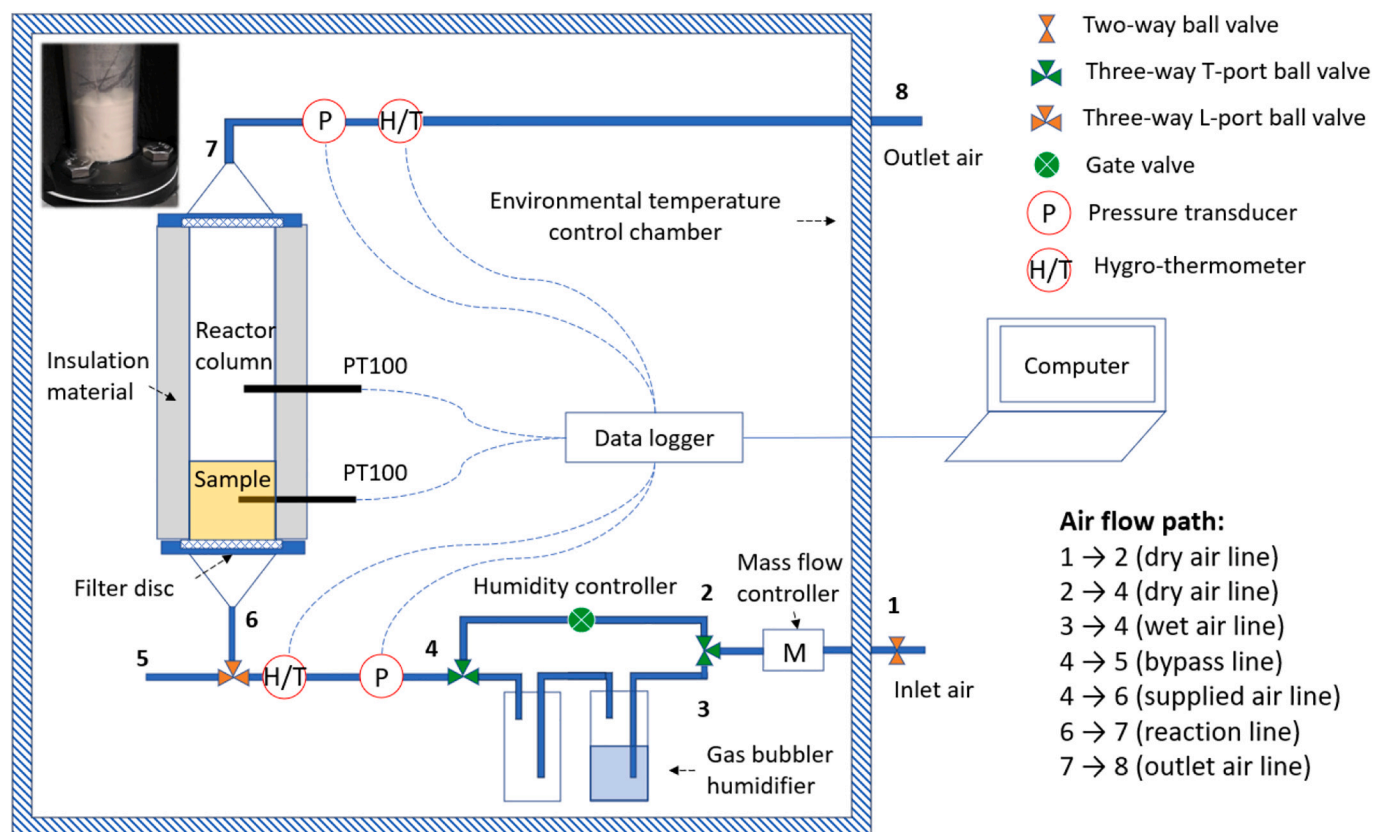 Two-way ball valve
Three-way T-port ball valve
Three-way L-port ball valve
Gate valve
P
Pressure transducer
H/T
Hygro-thermometer
7
P
H/T
8
Outlet air
Environmental temperature
control chamber
Insulation
material
Reactor
column
PT100
Sample
PT100
Data logger
Computer
Filter disc
6
5
H/T
P
4
Humidity controller
2
3
Mass flow
controller
M
1
Inlet air
Gas bubbler
humidifier
Air flow path:
1 → 2 (dry air line)
2 → 4 (dry air line)
3 → 4 (wet air line)
4 → 5 (bypass line)
4 → 6 (supplied air line)
6 → 7 (reaction line)
7 → 8 (outlet air line)